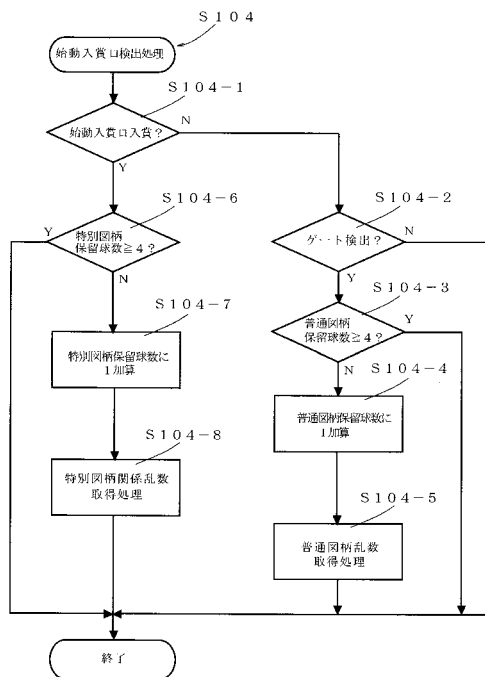 S104
始動入賞口検出処理
S104-1
始動入賞口入賞?
N
Y
S104-6
S104-2
Y
特別図柄
保留球数≧4?
N
ゲート検出?
N
Y
S104-3
S104-7
普通図柄
保留球数≧4?
Y
N
特別図柄保留球数に
1加算
S104-4
普通図柄保留球数に
1加算
S104-8
特別図柄関係乱数
取得処理
S104-5
普通図柄乱数
取得処理
終了